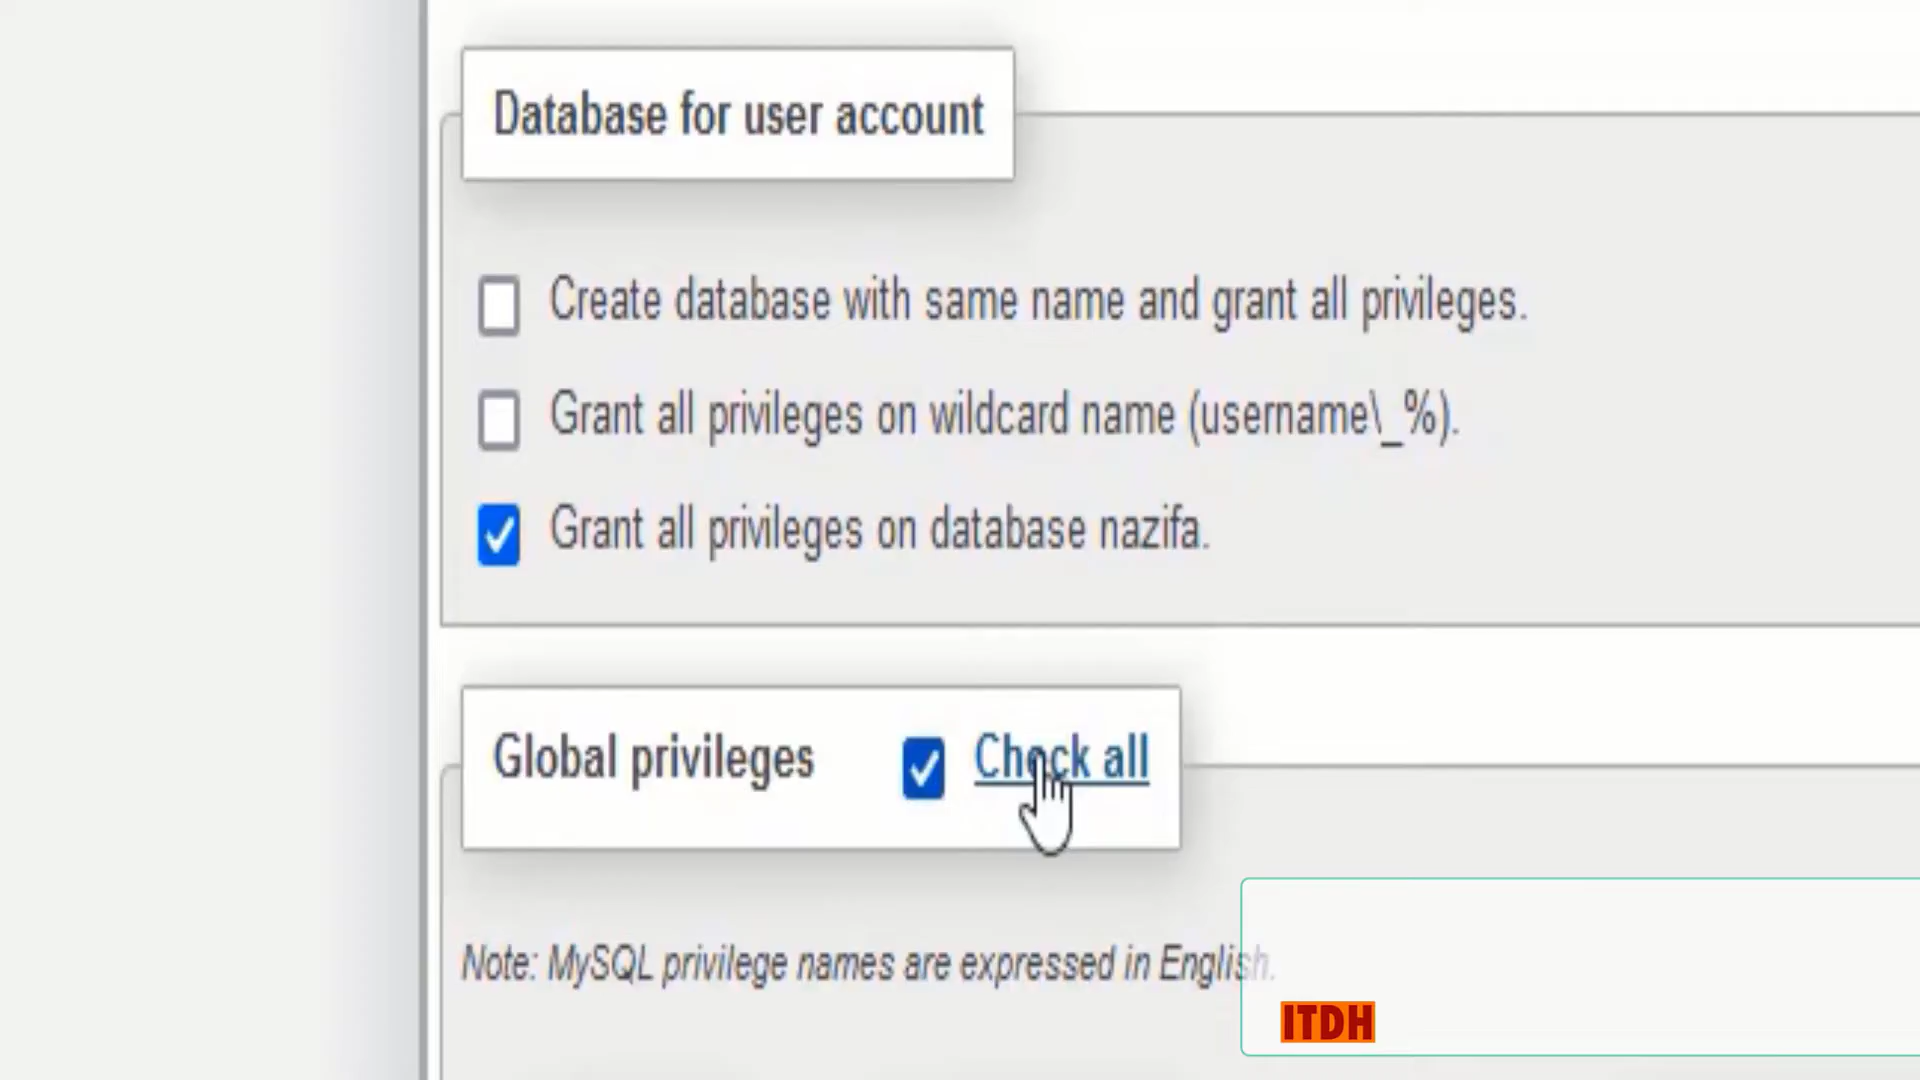 Database for user account
Create database with same name and grant all privileges.
Grant all privileges on wildcard name (username\_%).
Grant all privileges on database nazifa.
Global privileges Check all
Note: MySQL privilege names are expressed in English.
ITDH